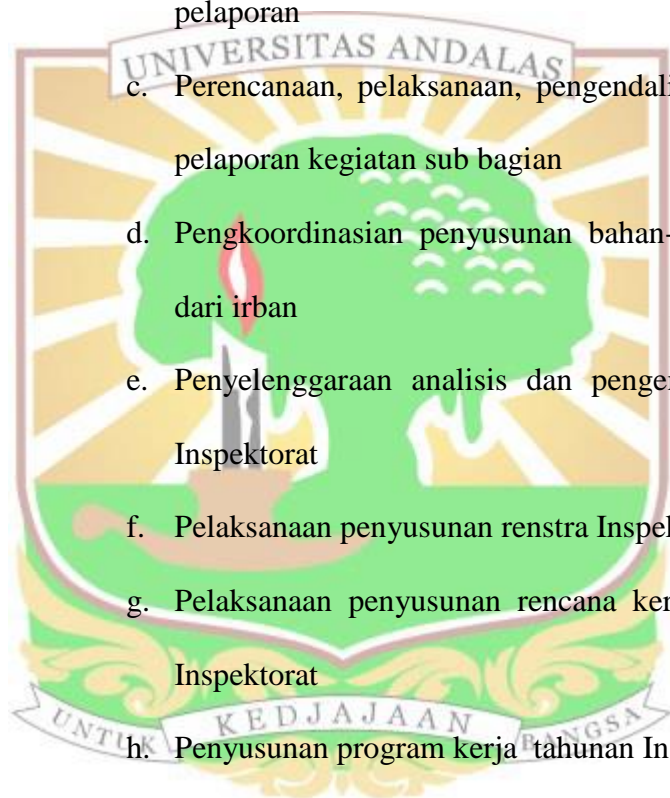 pelaporan
UNIVERSITAS ANDALAS
c. Perencanaan, pelaksanaan, pengendali
pelaporan kegiatan sub bagian
d. Pengkoordinasian penyusunan bahan-
dari irban
e. Penyelenggaraan analisis dan penge
Inspektorat
f. Pelaksanaan penyusunan renstra Inspe
g. Pelaksanaan penyusunan rencana ker
Inspektorat
UNTUK KEDJAJAAN BANGSA
h. Penyusunan program kerja tahunan In